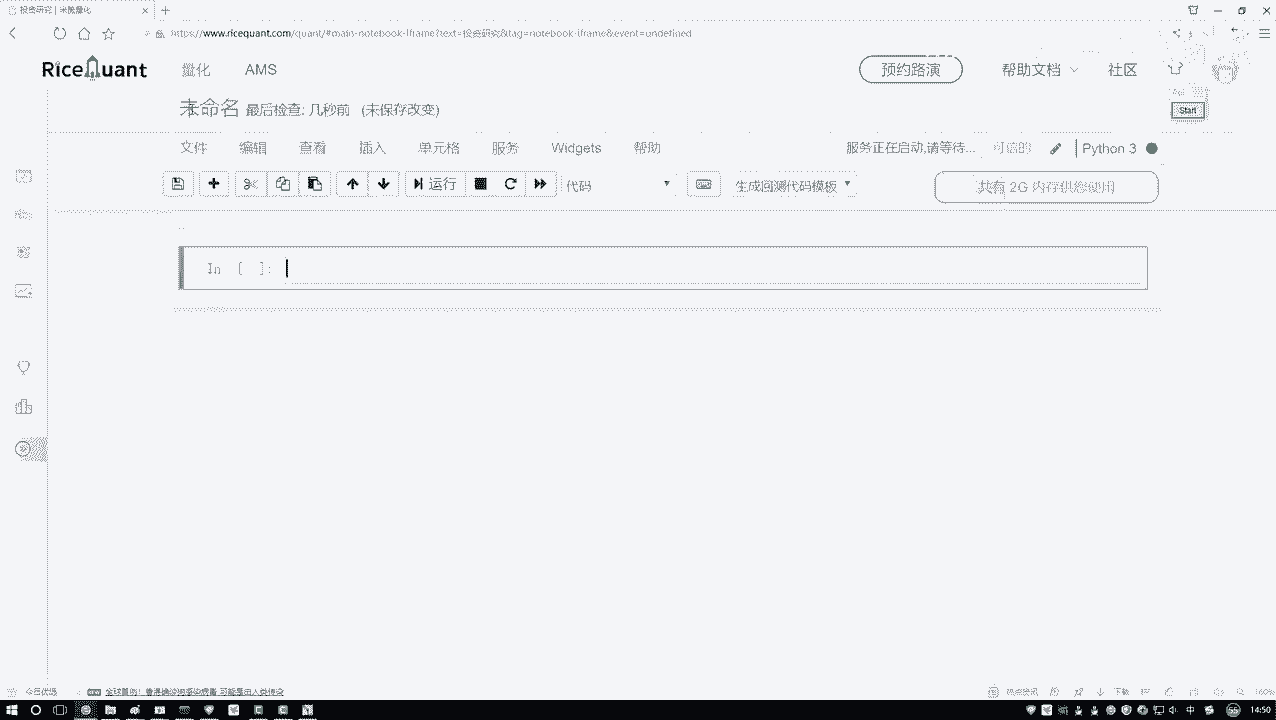 投资研究 | 米筐量化
https://www.ricequant.com/quant/#main-notebook-iframe?text=投资研究&tag=notebook-iframe&event=undefined
RiceQuant 量化 AMS 预约路演 帮助文档 社区
未命名 最后检查: 几秒前 (未保存改变) Start
文件 编辑 查看 插入 单元格 服务 Widgets 帮助 服务正在启动,请等待... 可信的 Python 3
运行 代码 生成回测代码模板 共有 2G 内存供您使用
In [ ]:
今日优选
下载 100%
中 14:50